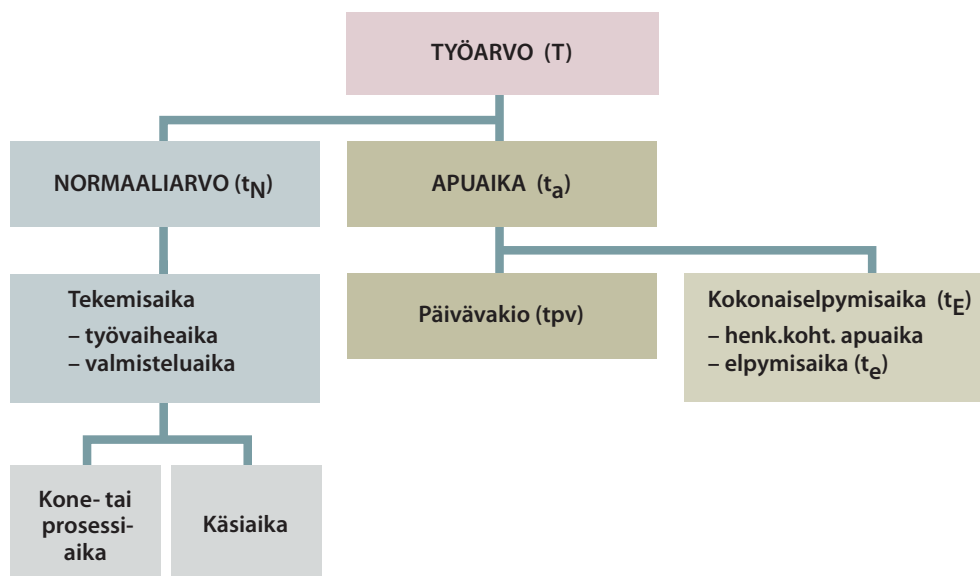 TYÖARVO (T)
NORMAALIARVO (tN)
APUAIKA (ta)
Tekemisaika
– työvaiheaika
– valmisteluaika
Päivävakio (tpv)
Kokonaiselpymisaika (tE)
– henk.koht. apuaika
– elpymisaika (te)
Kone- tai
prosessi-
aika
Käsiaika